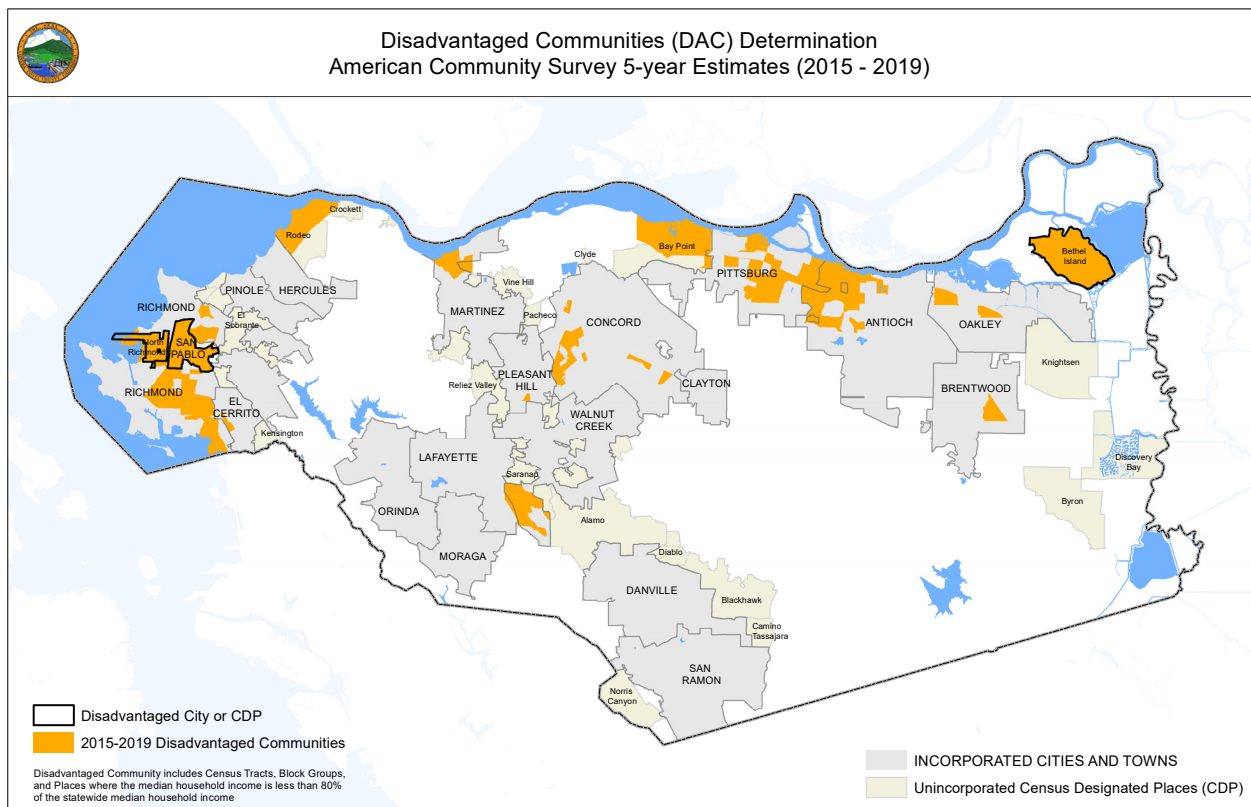 Disadvantaged Communities (DAC) Determination
American Community Survey 5-year Estimates (2015 - 2019)
Crockett
Rodeo
Bay Point
Clyde
Bethel
Island
PITTSBURG
Vine Hill
PINOLE
HERCULES
RICHMOND
MARTINEZ
Pacheco
CONCORD
ANTIOCH
OAKLEY
El
Sobrante
North
Richmond
SAN
PABLO
Knightsen
PLEASANT
HILL
CLAYTON
Reliez Valley
BRENTWOOD
RICHMOND
EL
CERRITO
WALNUT
CREEK
Kensington
LAFAYETTE
Saranap
Discovery
Bay
Byron
ORINDA
Alamo
MORAGA
Diablo
DANVILLE
Blackhawk
Camino
Tassajara
SAN
RAMON
Norris
Canyon
Disadvantaged City or CDP
2015-2019 Disadvantaged Communities
Disadvantaged Community includes Census Tracts, Block Groups,
and Places where the median household income is less than 80%
of the statewide median household income
INCORPORATED CITIES AND TOWNS
Unincorporated Census Designated Places (CDP)